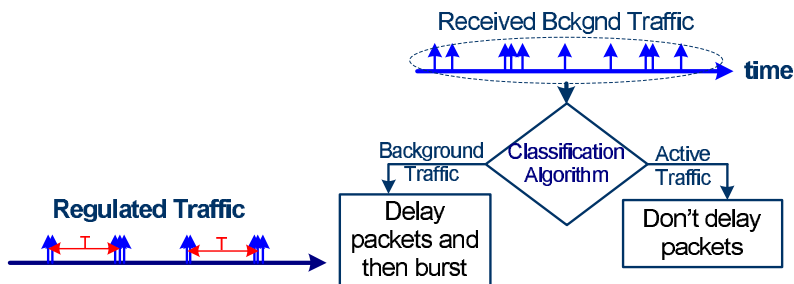 Received Bckgnd Traffic
time
Background
Traffic
Classification
Algorithm
Active
Traffic
Regulated Traffic
T
T
Delay
packets and
then burst
Don't delay
packets